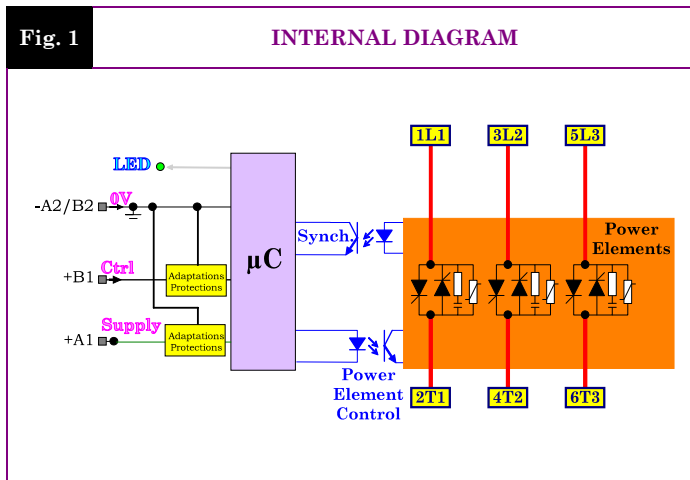 Fig. 1
INTERNAL DIAGRAM
1L1
3L2
5L3
LED
-A2/B2
0V
Synch.
Power
Elements
µC
+B1
Ctrl
Adaptations
Protections
+A1
Supply
Adaptations
Protections
Power
Element
Control
2T1
4T2
6T3